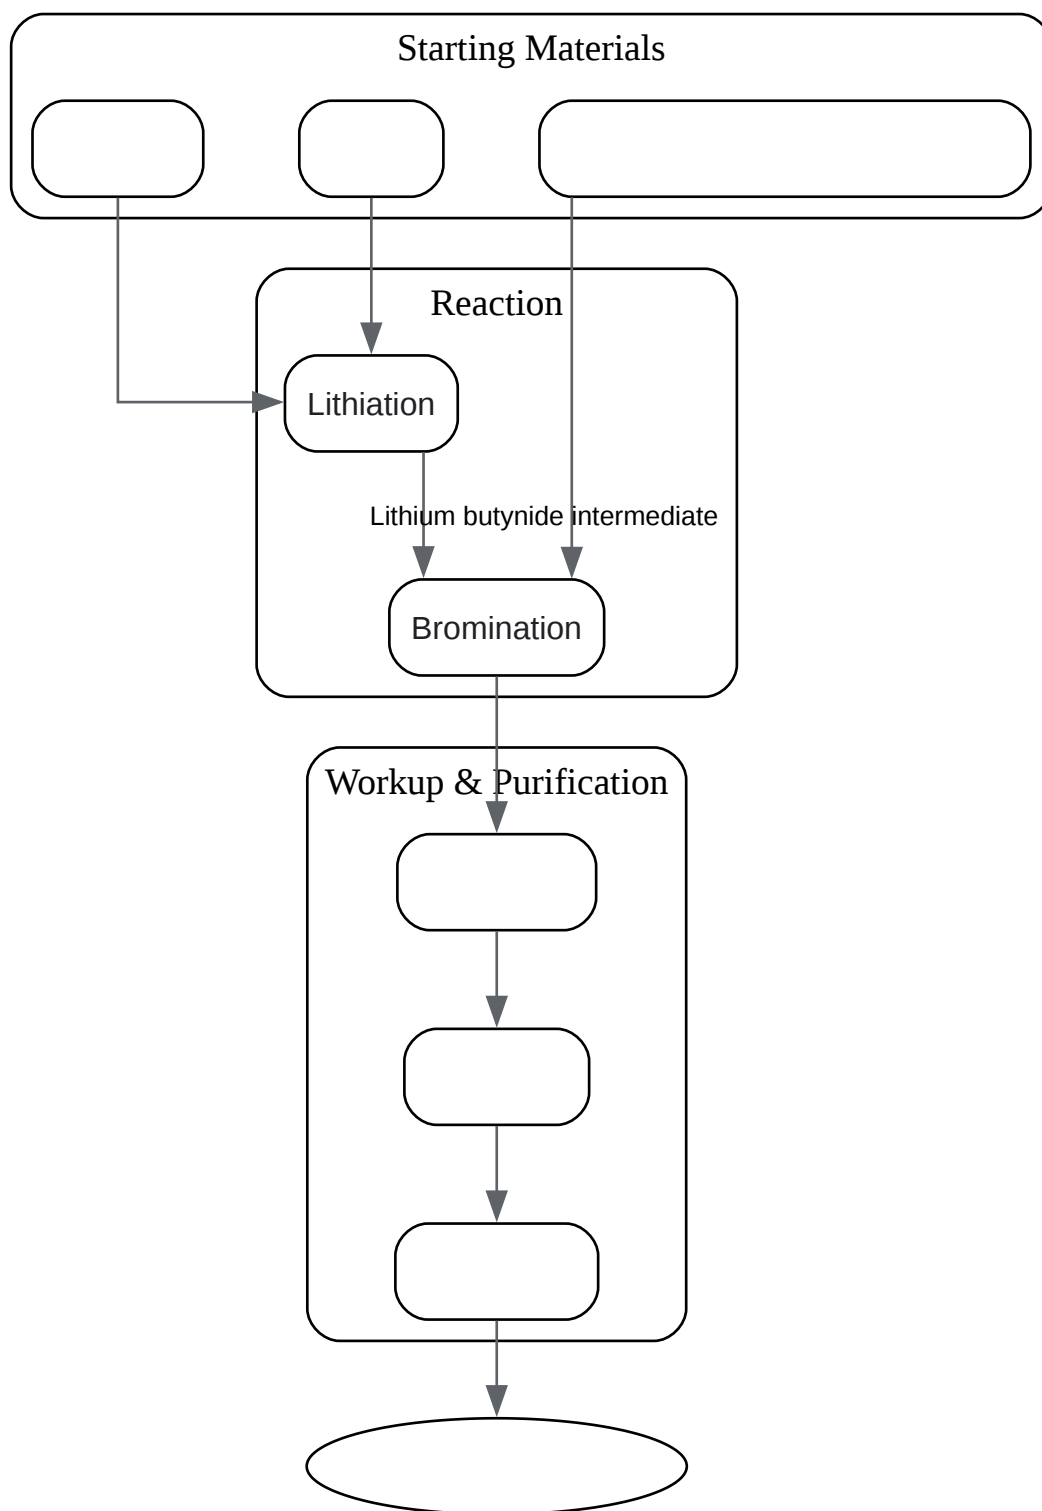 Starting Materials
Reaction
Lithiation
Lithium butynide intermediate
Bromination
Workup & Purification